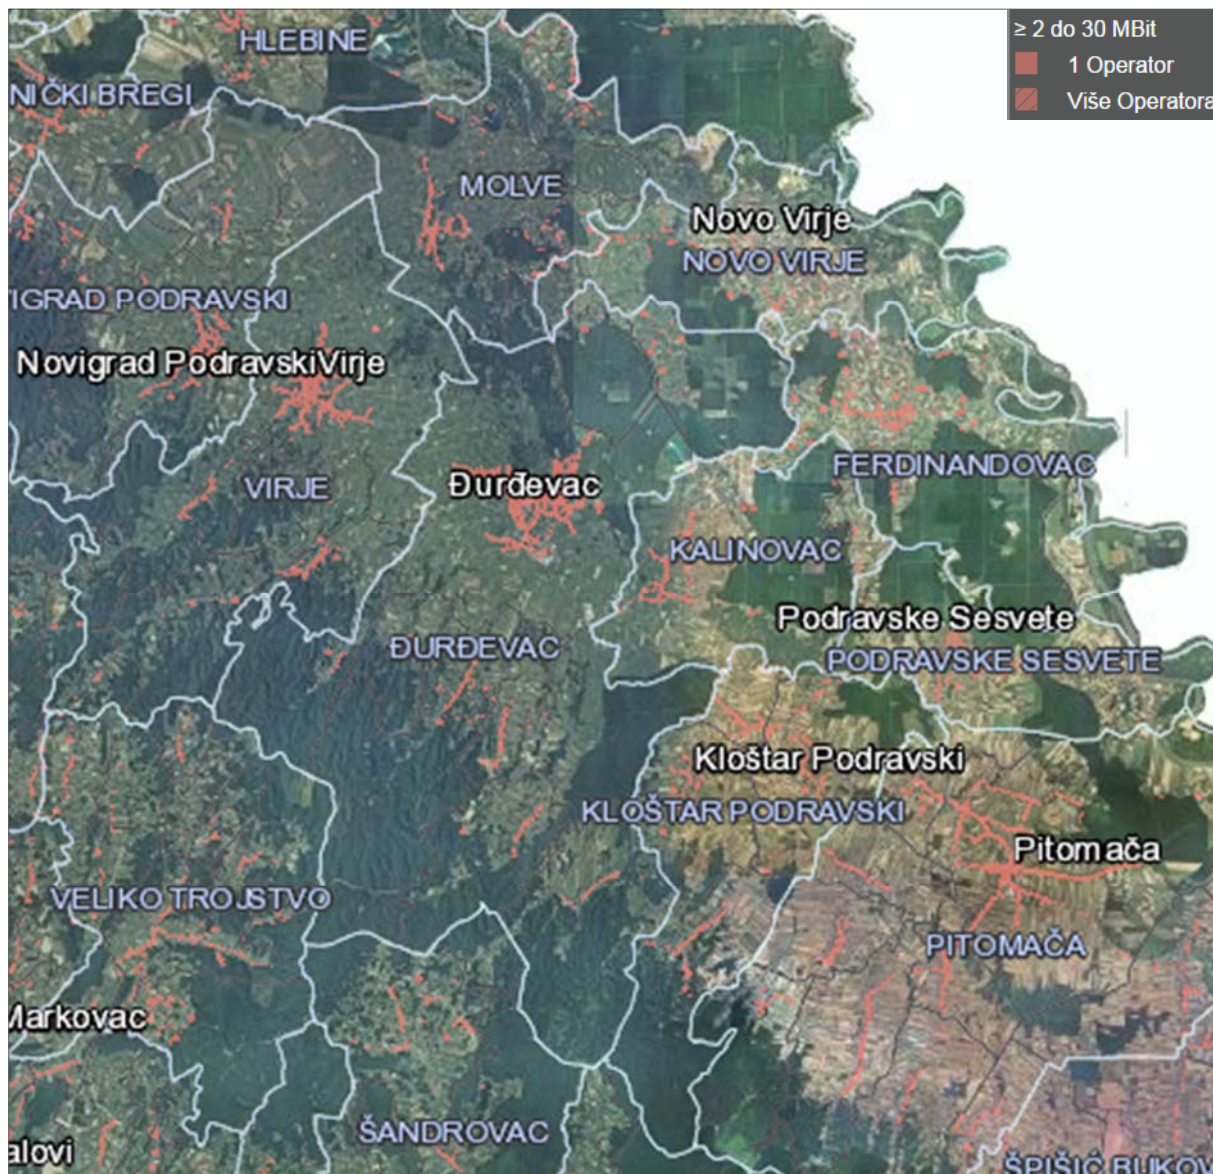 HLEBINE
≥ 2 do 30 MBit
1 Operator
Više Operatora
NIČKI BREGI
MOLVE
Novo Virje
NOVO VIRJE
IGRAD PODRAVSKI
Novigrad Podravski
Virje
FERDINANDOVAC
VIRJE
Đurđevac
KALINOVAC
Podravske Sesvete
ĐURĐEVAC
PODRAVSKE SESVETE
Kloštar Podravski
KLOŠTAR PODRAVSKI
Pitomača
VELIKO TROJSTVO
PITOMAČA
Markovac
ŠANDROVAC
alovi
ŠPIŠIĆ BUKOV